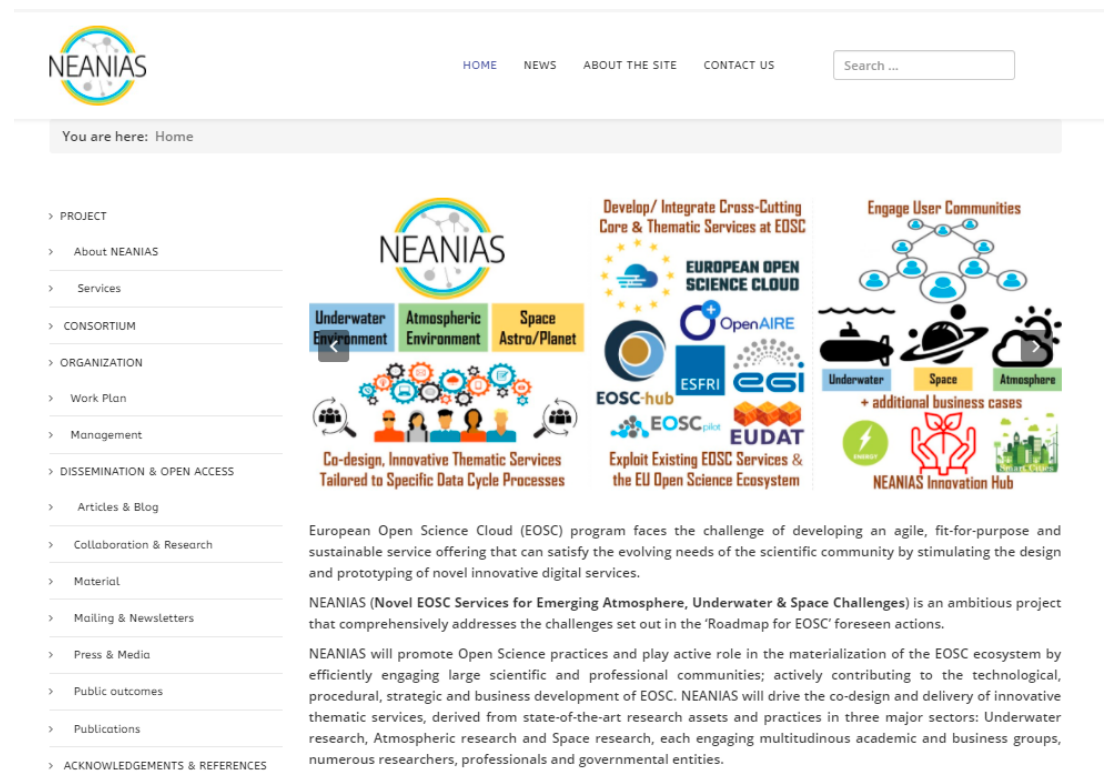 NEANIAS
HOME NEWS ABOUT THE SITE CONTACT US Search ...
You are here: Home
> PROJECT
> About NEANIAS
> Services
> CONSORTIUM
> ORGANIZATION
> Work Plan
> Management
> DISSEMINATION & OPEN ACCESS
> Articles & Blog
> Collaboration & Research
> Material
> Mailing & Newsletters
> Press & Media
> Public outcomes
> Publications
> ACKNOWLEDGEMENTS & REFERENCES
NEANIAS
Underwater Environment
Atmospheric Environment
Space Astro/Planet
Co-design, Innovative Thematic Services
Tailored to Specific Data Cycle Processes
Develop/ Integrate Cross-Cutting
Core & Thematic Services at EOSC
EUROPEAN OPEN
SCIENCE CLOUD
OpenAIRE
ESFRI
egi
EOSC-hub
EOSC pilot
EUDAT
Exploit Existing EOSC Services &
the EU Open Science Ecosystem
Engage User Communities
Underwater Space Atmosphere
+ additional business cases
ENERGY
Smart Cities
NEANIAS Innovation Hub
European Open Science Cloud (EOSC) program faces the challenge of developing an agile, fit-for-purpose and
sustainable service offering that can satisfy the evolving needs of the scientific community by stimulating the design
and prototyping of novel innovative digital services.
NEANIAS (Novel EOSC Services for Emerging Atmosphere, Underwater & Space Challenges) is an ambitious project
that comprehensively addresses the challenges set out in the ‘Roadmap for EOSC’ foreseen actions.
NEANIAS will promote Open Science practices and play active role in the materialization of the EOSC ecosystem by
efficiently engaging large scientific and professional communities; actively contributing to the technological,
procedural, strategic and business development of EOSC. NEANIAS will drive the co-design and delivery of innovative
thematic services, derived from state-of-the-art research assets and practices in three major sectors: Underwater
research, Atmospheric research and Space research, each engaging multitudinous academic and business groups,
numerous researchers, professionals and governmental entities.